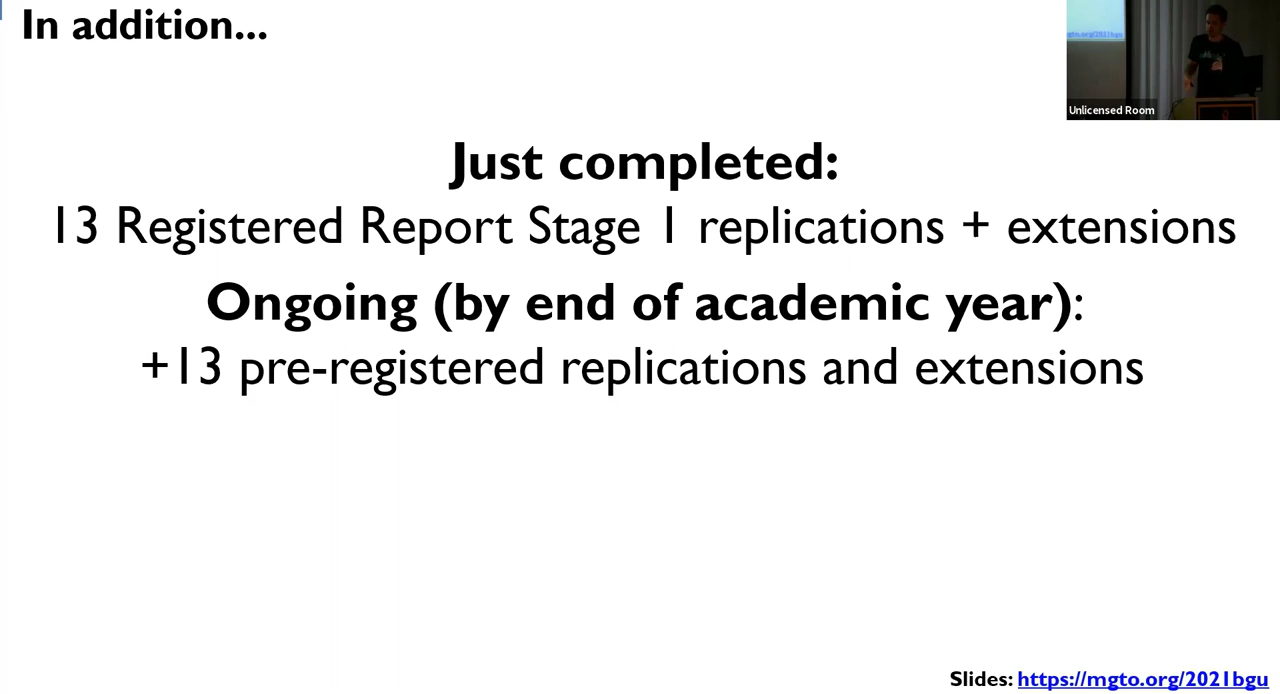 In addition...
Unlicensed Room
Just completed:
13 Registered Report Stage 1 replications + extensions
Ongoing (by end of academic year):
+13 pre-registered replications and extensions
Slides: https://mgto.org/2021bgu